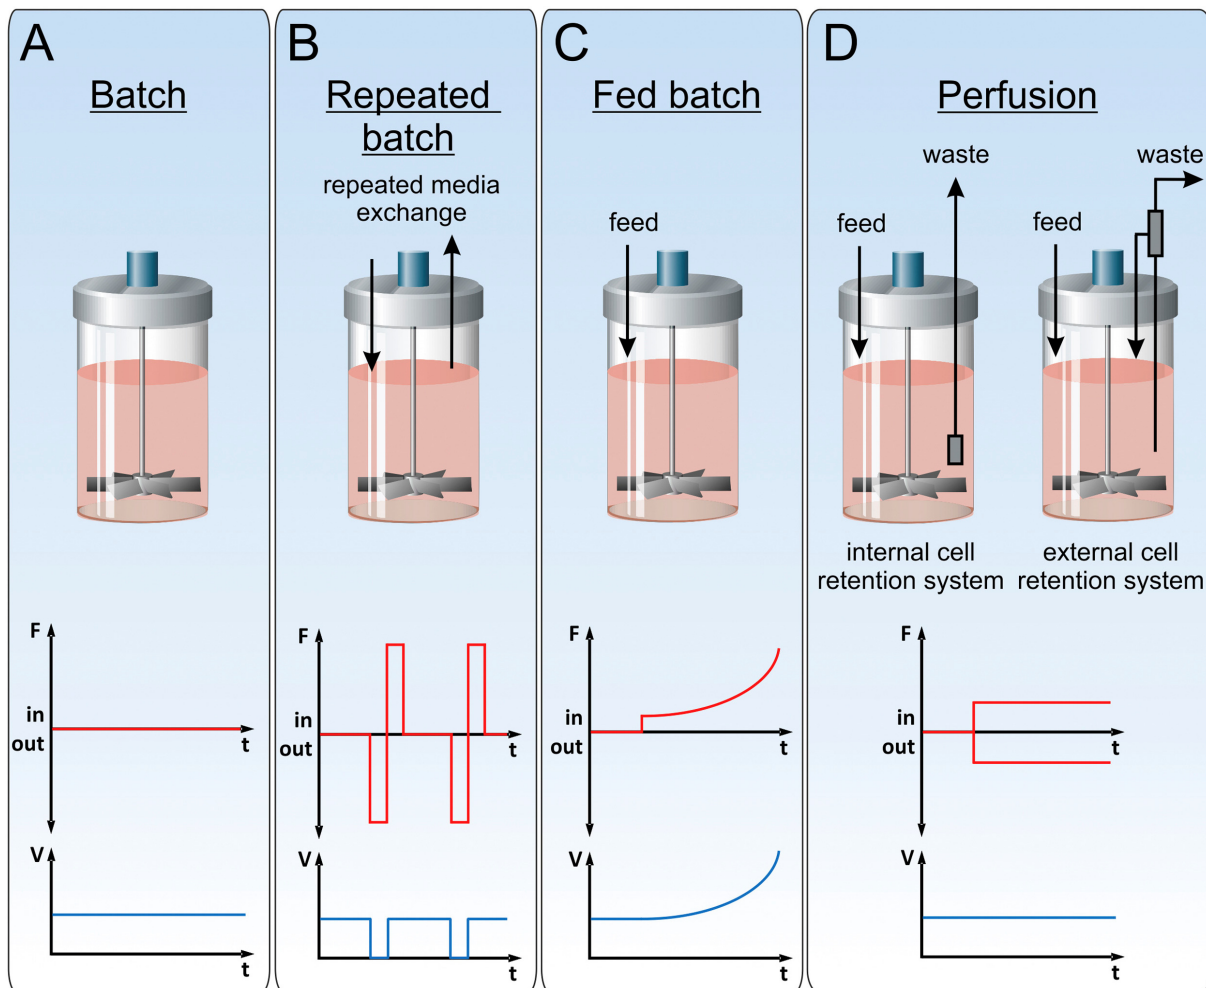 A
Batch
F
in
out
t
V
t
B
Repeated
batch
repeated media
exchange
F
in
out
t
V
t
C
Fed batch
feed
F
in
out
t
V
t
D
Perfusion
waste
feed
waste
feed
internal cell
retention system
external cell
retention system
F
in
out
t
V
t